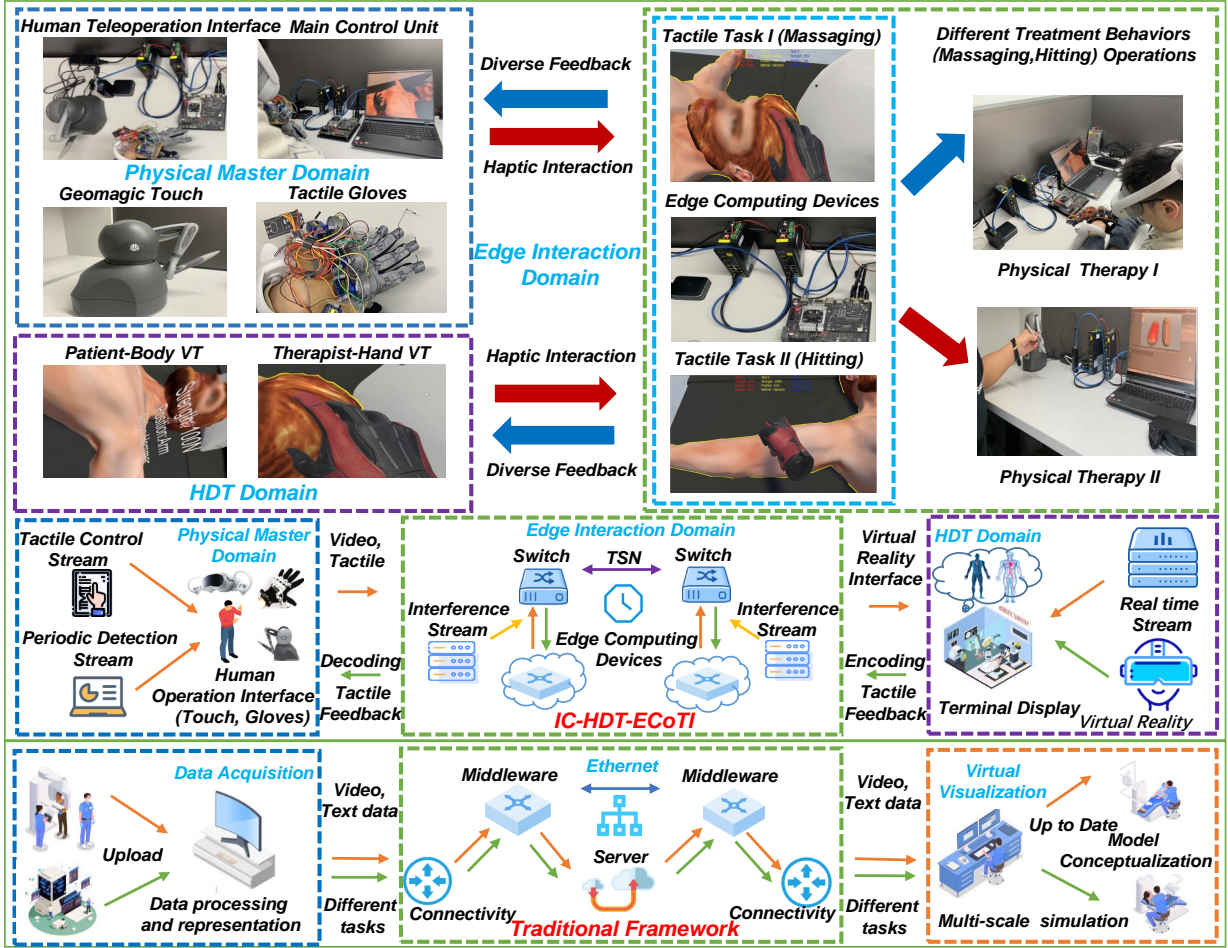 Human Teleoperation Interface
Main Control Unit
Physical Master Domain
Geomagic Touch
Tactile Gloves
Diverse Feedback
Haptic Interaction
Edge Interaction
Domain
Tactile Task I (Massaging)
Edge Computing Devices
Tactile Task II (Hitting)
Different Treatment Behaviors
(Massaging,Hitting) Operations
Physical Therapy I
Physical Therapy II
Patient-Body VT
Therapist-Hand VT
Strength:100N
Position:Arm
HDT Domain
Haptic Interaction
Diverse Feedback
Tactile Control
Stream
Physical Master
Domain
Periodic Detection
Stream
Human
Operation Interface
(Touch, Gloves)
Video,
Tactile
Decoding
Tactile
Feedback
Edge Interaction Domain
Switch
TSN
Switch
Interference
Stream
Edge Computing
Devices
Interference
Stream
IC-HDT-ECoTI
Virtual
Reality
Interface
Encoding
Tactile
Feedback
HDT Domain
Real time
Stream
Terminal Display
Virtual Reality
Data Acquisition
Upload
Data processing
and representation
Video,
Text data
Different
tasks
Middleware
Ethernet
Middleware
Server
Connectivity
Connectivity
Traditional Framework
Video,
Text data
Different
tasks
Virtual
Visualization
Up to Date
Model
Conceptualization
Multi-scale simulation